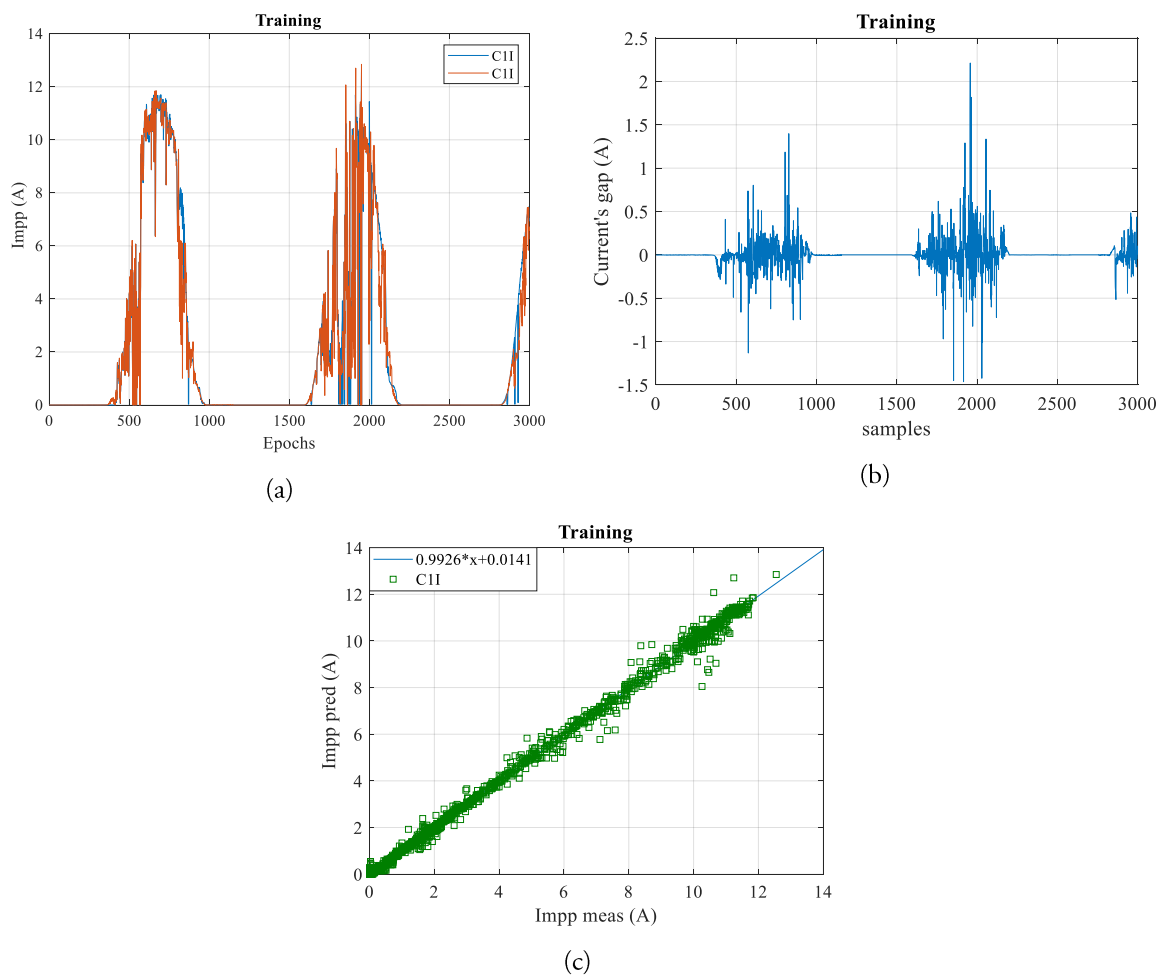 Training
14
12
10
8
6
4
2
0
Impp (A)
C1I
C1I
0 500 1000 1500 2000 2500 3000
Epochs
(a)
Training
2.5
2
1.5
1
0.5
0
-0.5
-1
-1.5
Current's gap (A)
0 500 1000 1500 2000 2500 3000
samples
(b)
Training
14
12
10
8
6
4
2
0
Impp pred (A)
0.9926*x+0.0141
C1I
0 2 4 6 8 10 12 14
Impp meas (A)
(c)